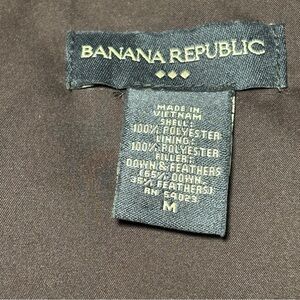 BANANA REPUBLIC
MADE IN
VIETNAM
SHELL:
100% POLYESTER
LINING:
100% POLYESTER
FILLER:
DOWN & FEATHERS
(65% DOWN,
35% FEATHERS)
RN 54023
M